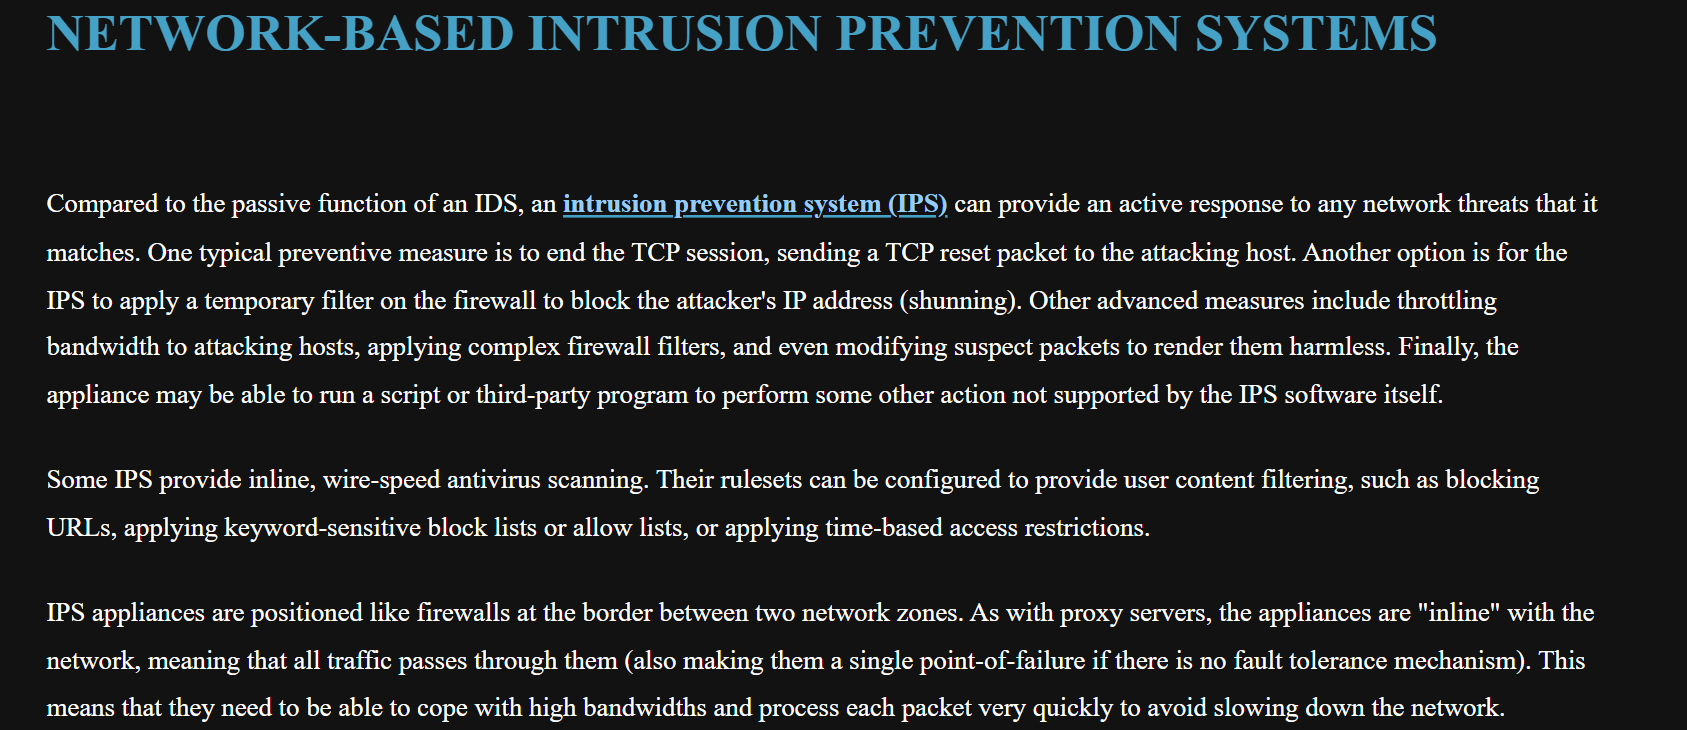 NETWORK-BASED INTRUSION PREVENTION SYSTEMS
Compared to the passive function of an IDS, an intrusion prevention system (IPS) can provide an active response to any network threats that it
matches. One typical preventive measure is to end the TCP session, sending a TCP reset packet to the attacking host. Another option is for the
IPS to apply a temporary filter on the firewall to block the attacker's IP address (shunning). Other advanced measures include throttling
bandwidth to attacking hosts, applying complex firewall filters, and even modifying suspect packets to render them harmless. Finally, the
appliance may be able to run a script or third-party program to perform some other action not supported by the IPS software itself.
Some IPS provide inline, wire-speed antivirus scanning. Their rulesets can be configured to provide user content filtering, such as blocking
URLs, applying keyword-sensitive block lists or allow lists, or applying time-based access restrictions.
IPS appliances are positioned like firewalls at the border between two network zones. As with proxy servers, the appliances are "inline" with the
network, meaning that all traffic passes through them (also making them a single point-of-failure if there is no fault tolerance mechanism). This
means that they need to be able to cope with high bandwidths and process each packet very quickly to avoid slowing down the network.